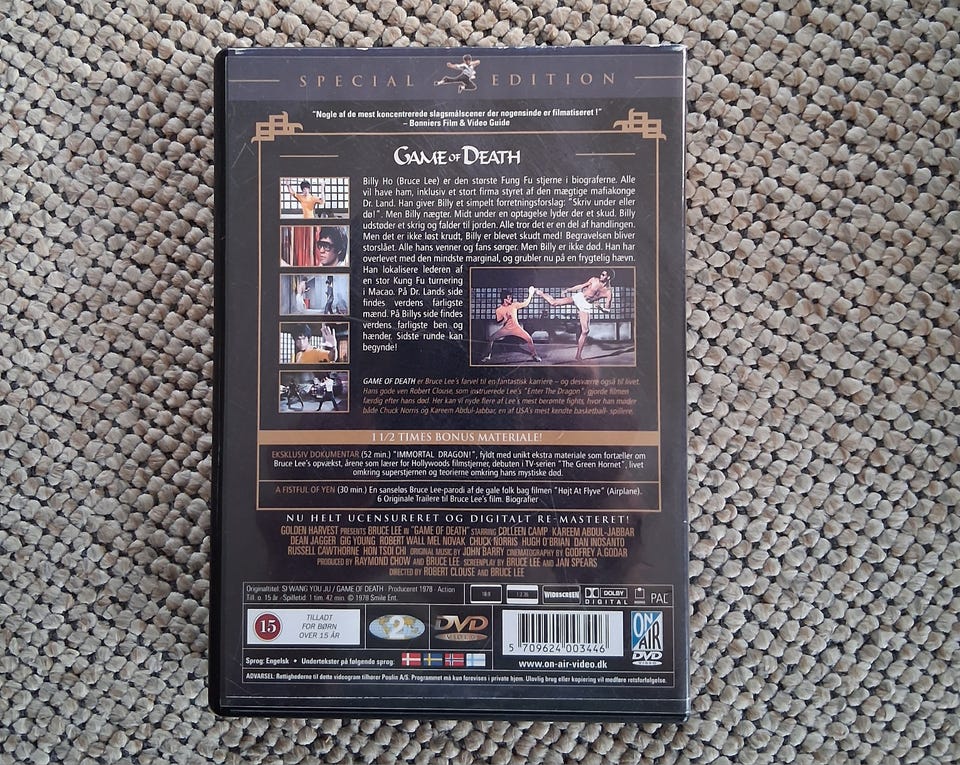 SPECIAL EDITION
"Nogle af de mest koncentrerede slagsmålscener der nogensinde er filmatiseret !"
– Bonniers Film & Video Guide
GAME OF DEATH
Billy Ho (Bruce Lee) er den største Fung Fu stjerne i biograferne. Alle
vil have ham, inklusiv et stort firma styret af den mægtige mafiakonge
Dr. Land. Han giver Billy et simpelt forretningsforslag: "Skriv under eller
dø!". Men Billy nægter. Midt under en optagelse lyder der et skud. Billy
udstøder et skrig og falder til jorden. Alle tror det er en del af handlingen.
Men det er ikke løst krudt, Billy er blevet skudt med! Begravelsen bliver
storslået. Alle hans venner og fans sørger. Men Billy er ikke død. Han har
overlevet med den mindste marginal, og grubler nu på en frygtelig hævn.
Han lokalisere lederen af
en stor Kung Fu turnering
i Macao. På Dr. Lands side
findes verdens farligste
mænd. På Billys side findes
verdens farligste ben og
hænder. Sidste runde kan
begynde!
GAME OF DEATH er Bruce Lee's farvel til en fantastisk karriere – og desværre også til livet.
Hans gode ven Robert Clouse, som instruerede Lee's "Enter The Dragon", gjorde filmen
færdig efter hans død. Her kan vi nyde flere af Lee's mest berømte fights, hvor han møder
både Chuck Norris og Kareem Abdul-Jabbar, en af USA's mest kendte basketball- spillere.
1 1/2 TIMES BONUS MATERIALE!
EKSKLUSIV DOKUMENTAR (52 min.) "IMMORTAL DRAGON!", fyldt med unikt ekstra materiale som fortæller om
Bruce Lee's opvækst, årene som lærer for Hollywoods filmstjerner, debuten i TV-serien "The Green Hornet", livet
omkring superstjernen og teorierne omkring hans mystiske død.
A FISTFUL OF YEN (30 min.) En sanseløs Bruce Lee-parodi af de gale folk bag filmen "Højt At Flyve" (Airplane).
6 Originale Trailere til Bruce Lee's film. Biografier
NU HELT UCENSURERET OG DIGITALT RE-MASTERET!
GOLDEN HARVEST PRESENTS BRUCE LEE IN "GAME OF DEATH" STARRING COLLEEN CAMP KAREEM ABDUL-JABBAR
DEAN JAGGER GIG YOUNG ROBERT WALL MEL NOVAK CHUCK NORRIS HUGH O'BRIAN DAN INOSANTO
RUSSELL CAWTHORNE HON TSOI CHI ORIGINAL MUSIC BY JOHN BARRY CINEMATOGRAPHY BY GODFREY A.GODAR
PRODUCED BY RAYMOND CHOW AND BRUCE LEE SCREENPLAY BY BRUCE LEE AND JAN SPEARS
DIRECTED BY ROBERT CLOUSE AND BRUCE LEE
Originaltitel: SI WANG YOU JU / GAME OF DEATH · Produceret 1978 · Action
Till. o. 15 år · Spilletid: 1 tim. 42 min. © 1978 Smile Ent.
16:9 WIDESCREEN DOLBY DIGITAL PAL
15 TILLADT FOR BØRN OVER 15 ÅR
2
DVD VIDEO
5 709624 003446
ON AIR DVD VIDEO
Sprog: Engelsk • Undertekster på følgende sprog:
www.on-air-video.dk
ADVARSEL: Rettighederne til dette videogram tilhører Poulin A/S. Programmet må kun forevises i private hjem. Ulovlig brug eller kopiering vil medføre retsforfølgelse.